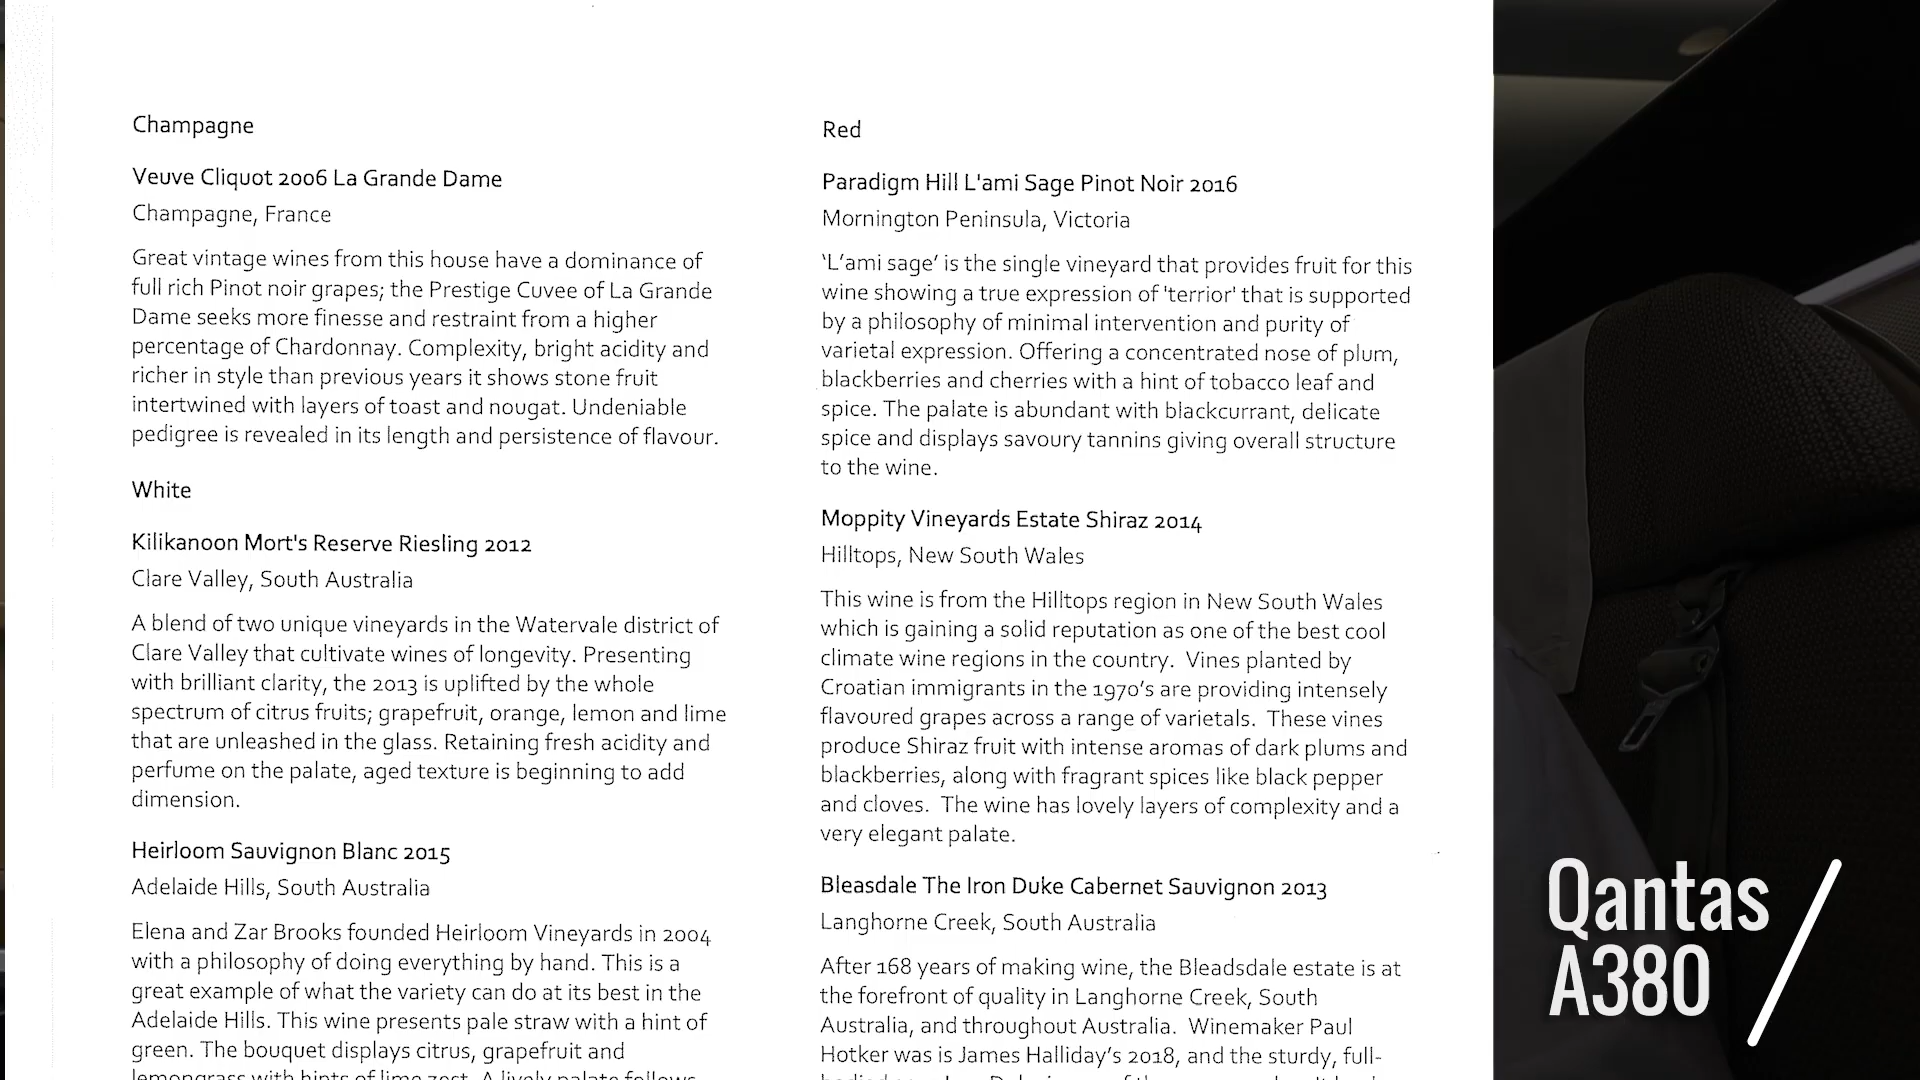 Champagne
Veuve Cliquot 2006 La Grande Dame
Champagne, France
Great vintage wines from this house have a dominance of
full rich Pinot noir grapes; the Prestige Cuvee of La Grande
Dame seeks more finesse and restraint from a higher
percentage of Chardonnay. Complexity, bright acidity and
richer in style than previous years it shows stone fruit
intertwined with layers of toast and nougat. Undeniable
pedigree is revealed in its length and persistence of flavour.
White
Kilikanoon Mort's Reserve Riesling 2012
Clare Valley, South Australia
A blend of two unique vineyards in the Watervale district of
Clare Valley that cultivate wines of longevity. Presenting
with brilliant clarity, the 2013 is uplifted by the whole
spectrum of citrus fruits; grapefruit, orange, lemon and lime
that are unleashed in the glass. Retaining fresh acidity and
perfume on the palate, aged texture is beginning to add
dimension.
Heirloom Sauvignon Blanc 2015
Adelaide Hills, South Australia
Elena and Zar Brooks founded Heirloom Vineyards in 2004
with a philosophy of doing everything by hand. This is a
great example of what the variety can do at its best in the
Adelaide Hills. This wine presents pale straw with a hint of
green. The bouquet displays citrus, grapefruit and
lemongrass with hints of lime zest. A lively palate follows
Red
Paradigm Hill L'ami Sage Pinot Noir 2016
Mornington Peninsula, Victoria
‘L’ami sage’ is the single vineyard that provides fruit for this
wine showing a true expression of 'terrior' that is supported
by a philosophy of minimal intervention and purity of
varietal expression. Offering a concentrated nose of plum,
blackberries and cherries with a hint of tobacco leaf and
spice. The palate is abundant with blackcurrant, delicate
spice and displays savoury tannins giving overall structure
to the wine.
Moppity Vineyards Estate Shiraz 2014
Hilltops, New South Wales
This wine is from the Hilltops region in New South Wales
which is gaining a solid reputation as one of the best cool
climate wine regions in the country. Vines planted by
Croatian immigrants in the 1970’s are providing intensely
flavoured grapes across a range of varietals. These vines
produce Shiraz fruit with intense aromas of dark plums and
blackberries, along with fragrant spices like black pepper
and cloves. The wine has lovely layers of complexity and a
very elegant palate.
Bleasdale The Iron Duke Cabernet Sauvignon 2013
Langhorne Creek, South Australia
After 168 years of making wine, the Bleadsdale estate is at
the forefront of quality in Langhorne Creek, South
Australia, and throughout Australia. Winemaker Paul
Hotker was is James Halliday’s 2018, and the sturdy, full-
Qantas
A380